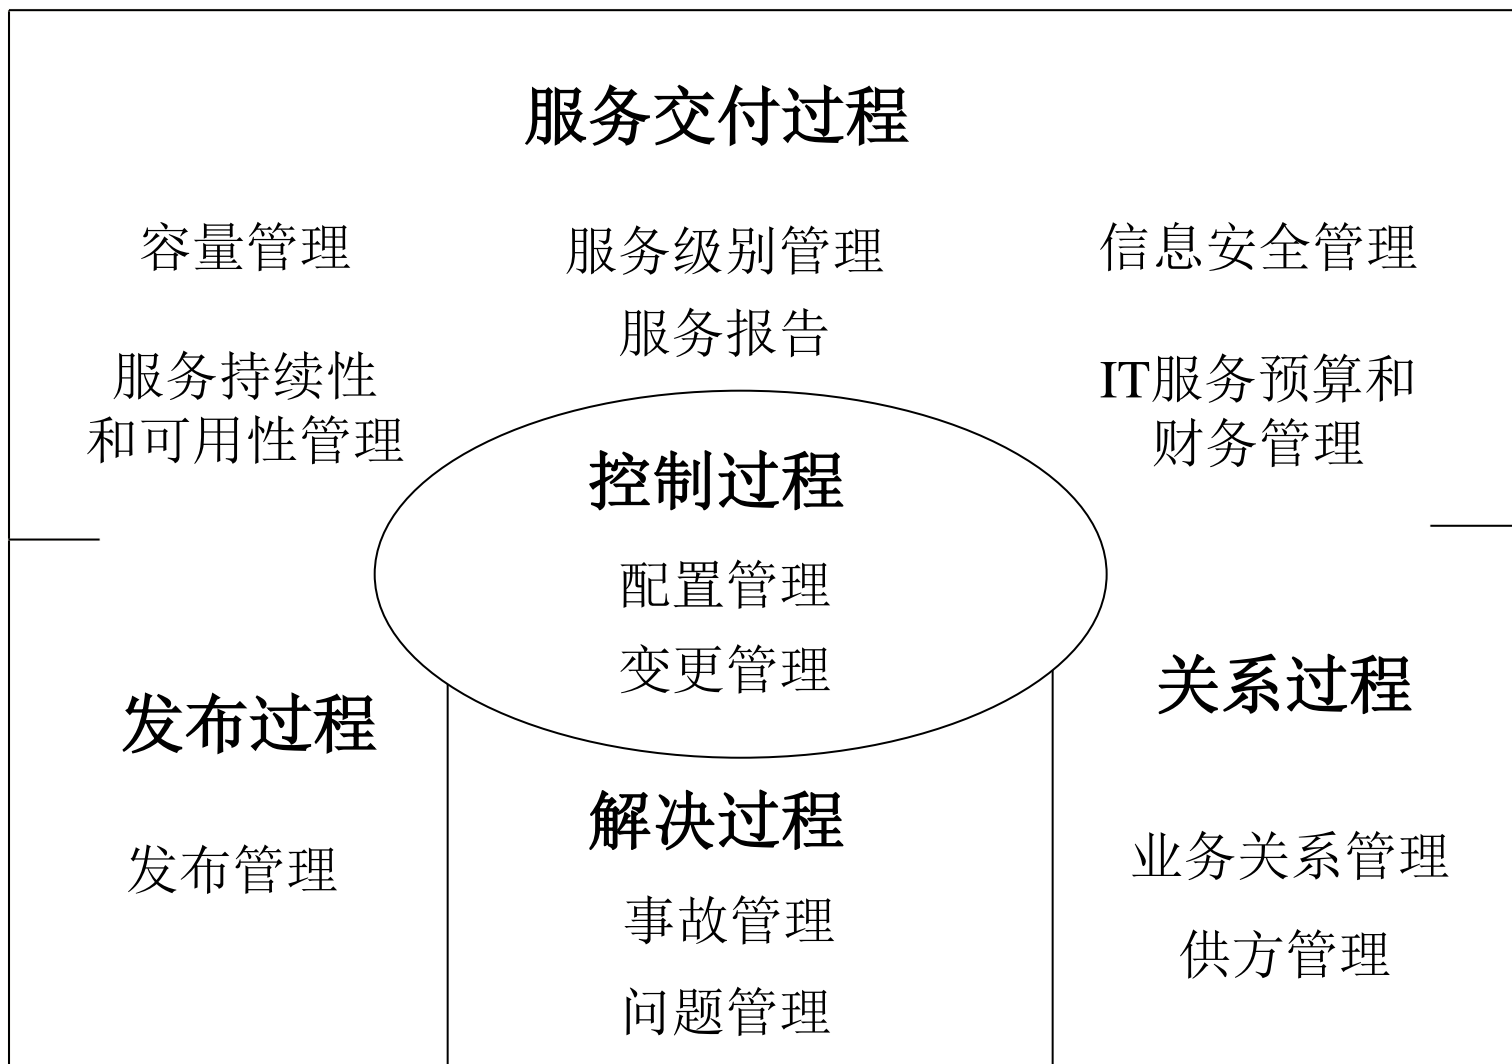 服务交付过程
容量管理
服务级别管理
信息安全管理
服务报告
服务持续性
和可用性管理
IT服务预算和
财务管理
控制过程
配置管理
变更管理
发布过程
发布管理
解决过程
事故管理
问题管理
关系过程
业务关系管理
供方管理